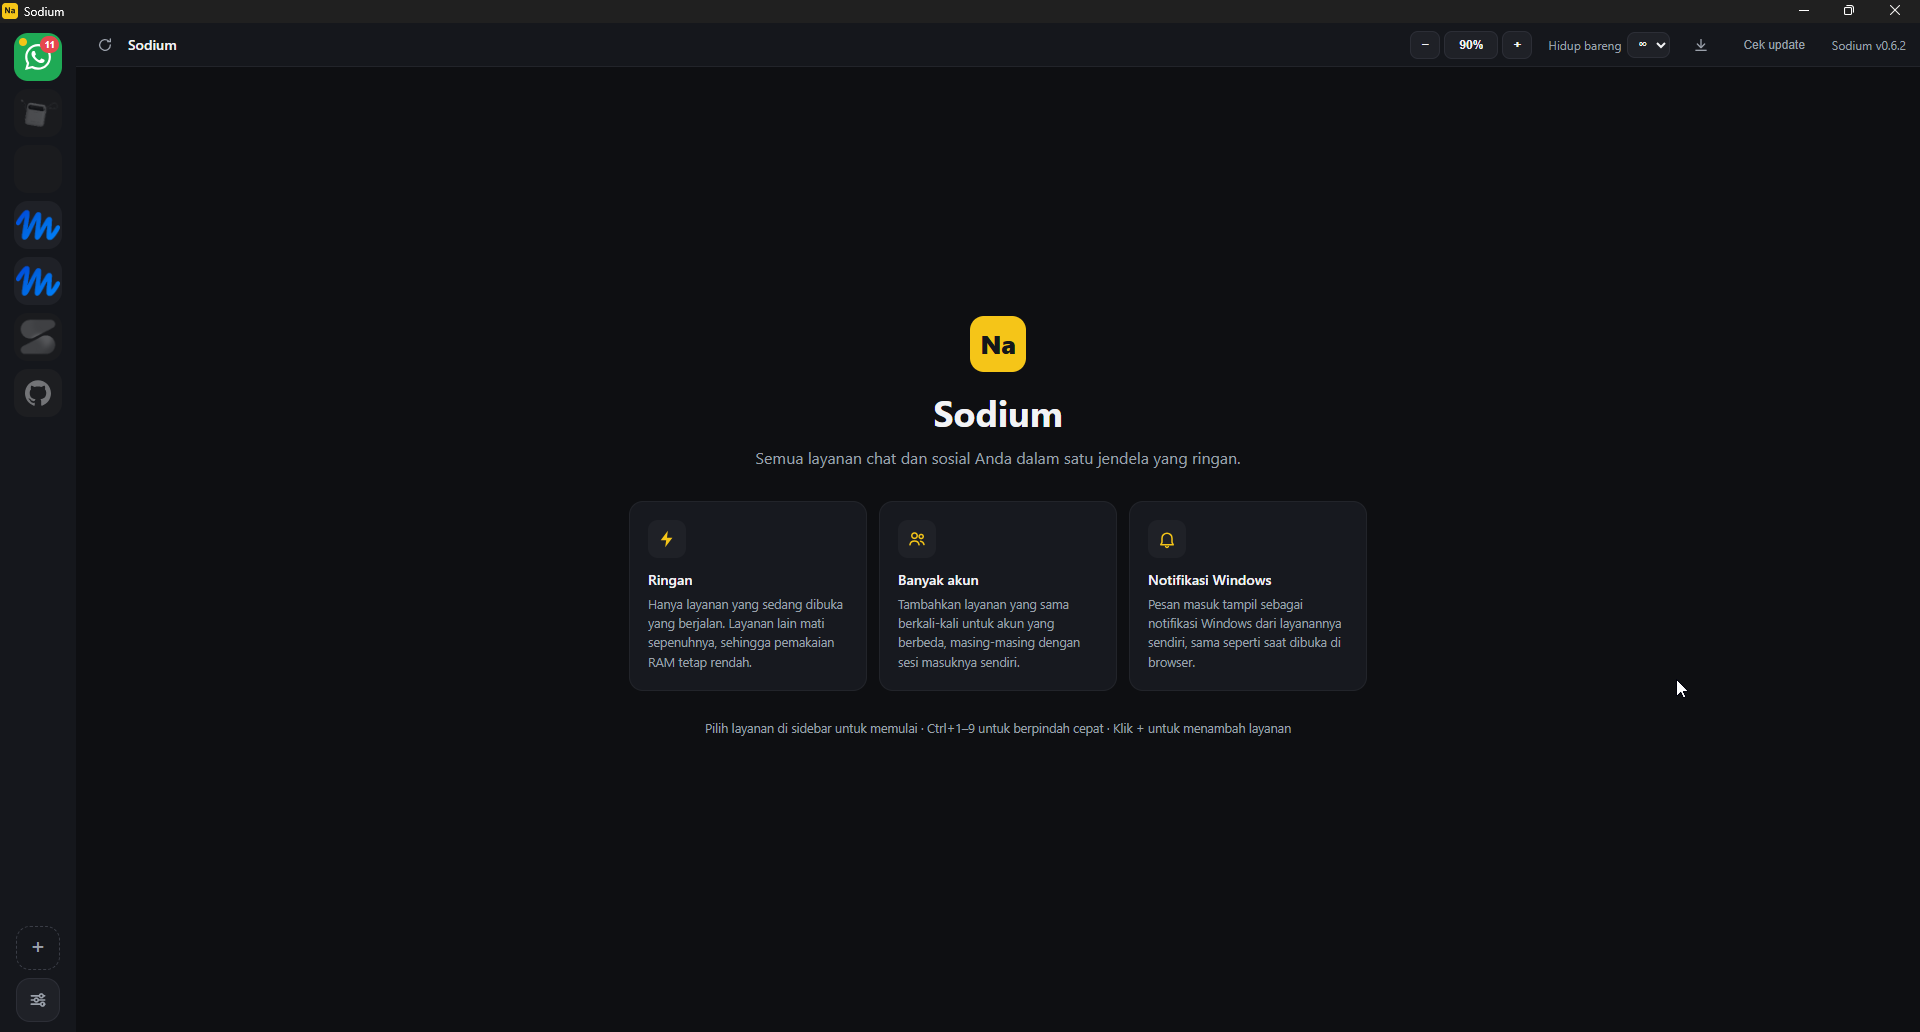 Na Sodium
11
Sodium
− 90% + Hidup bareng ∞ Cek update Sodium v0.6.2
Na
Sodium
Semua layanan chat dan sosial Anda dalam satu jendela yang ringan.
Ringan
Hanya layanan yang sedang dibuka
yang berjalan. Layanan lain mati
sepenuhnya, sehingga pemakaian
RAM tetap rendah.
Banyak akun
Tambahkan layanan yang sama
berkali-kali untuk akun yang
berbeda, masing-masing dengan
sesi masuknya sendiri.
Notifikasi Windows
Pesan masuk tampil sebagai
notifikasi Windows dari layanannya
sendiri, sama seperti saat dibuka di
browser.
Pilih layanan di sidebar untuk memulai · Ctrl+1–9 untuk berpindah cepat · Klik + untuk menambah layanan
+